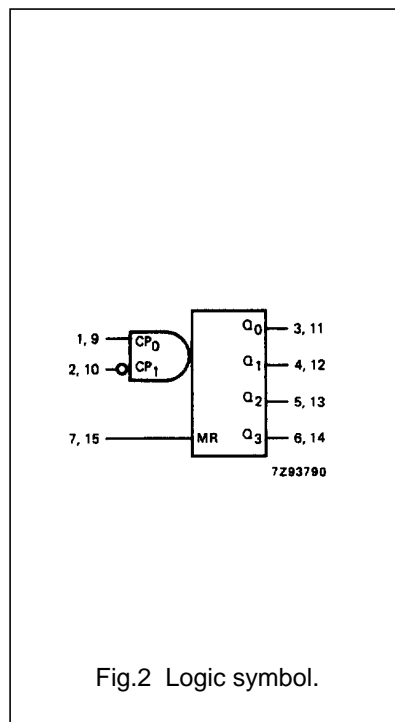 Q0 3, 11
1, 9 CP0
Q1 4, 12
2, 10 CP1
Q2 5, 13
7, 15 MR Q3 6, 14
7Z93790
Fig.2 Logic symbol.